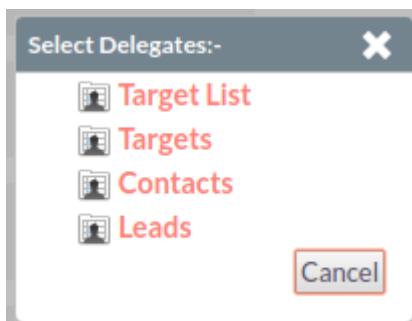 Select Delegates:-
Target List
Targets
Contacts
Leads
Cancel